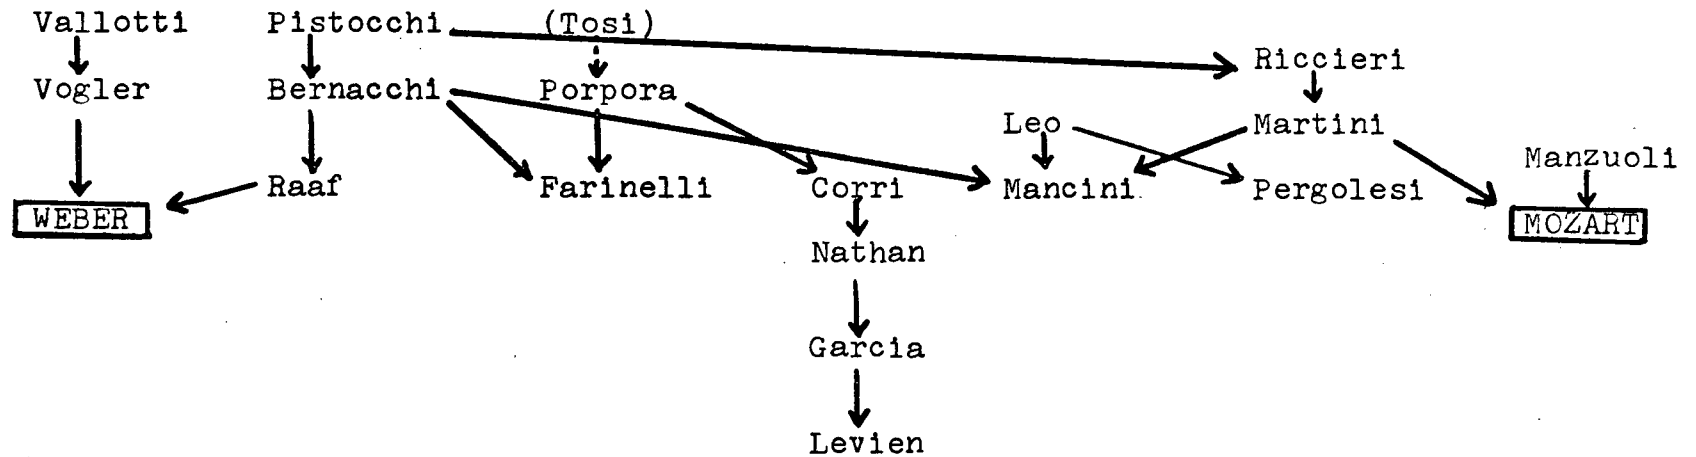 Vallotti Pistocchi (Tosi)
Riccieri
Vogler Bernacchi Porpora
Leo Martini
Manzuoli
Raaf Farinelli Corri Mancini Pergolesi
WEBER MOZART
Nathan
Garcia
Levien